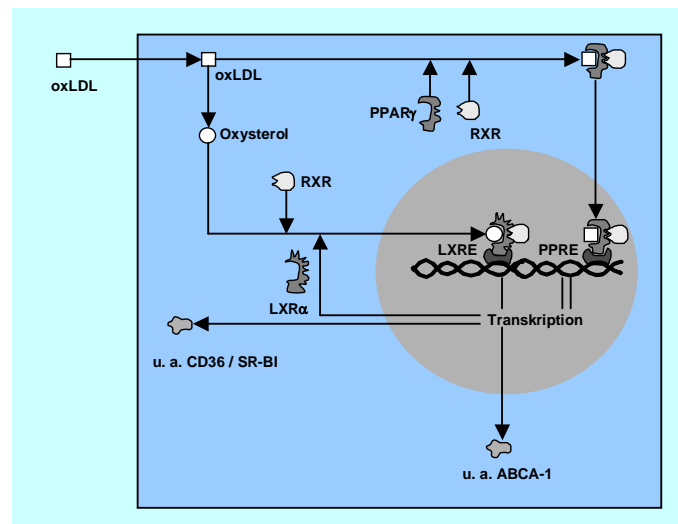 oxLDL
oxLDL
PPARγ
RXR
Oxysterol
RXR
LXRE
PPRE
LXRα
Transkription
u. a. CD36 / SR-BI
u. a. ABCA-1